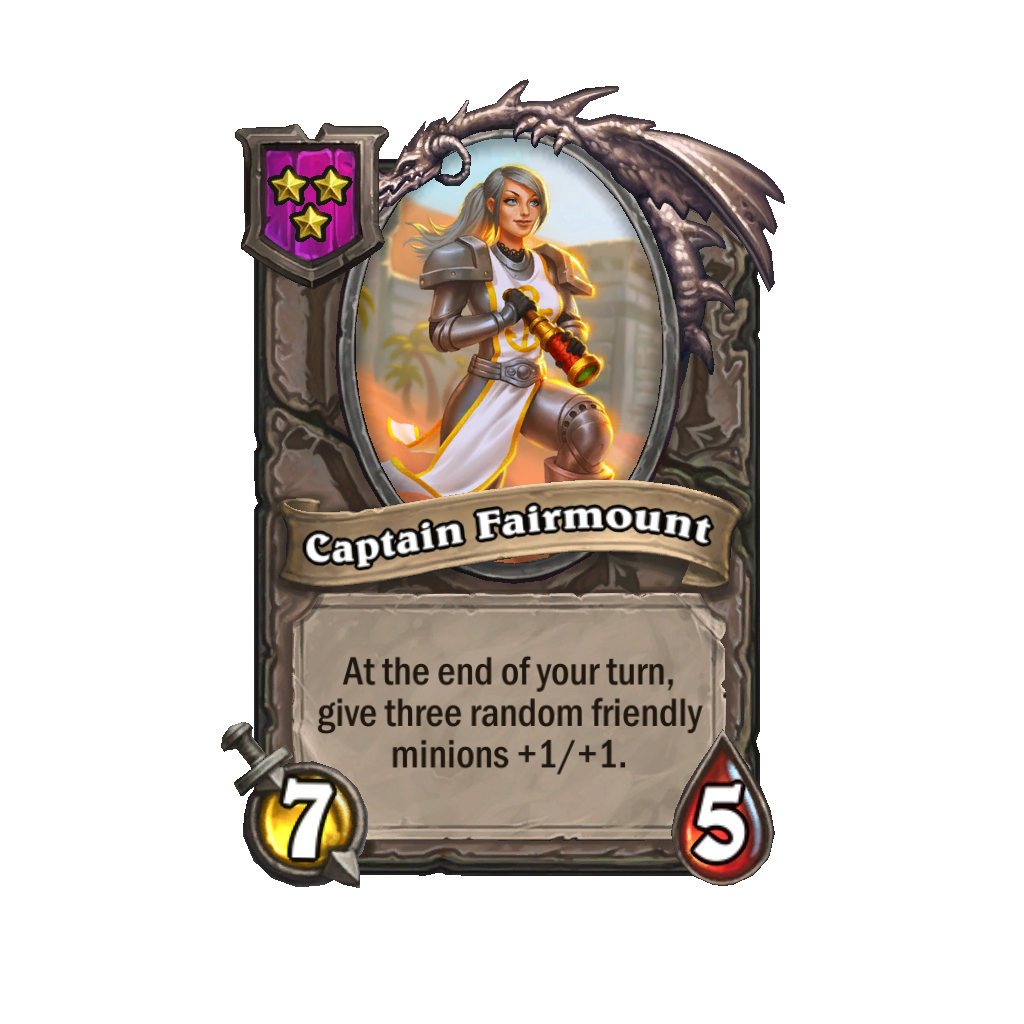 Captain Fairmount
At the end of your turn,
give three random friendly
minions +1/+1.
7
5